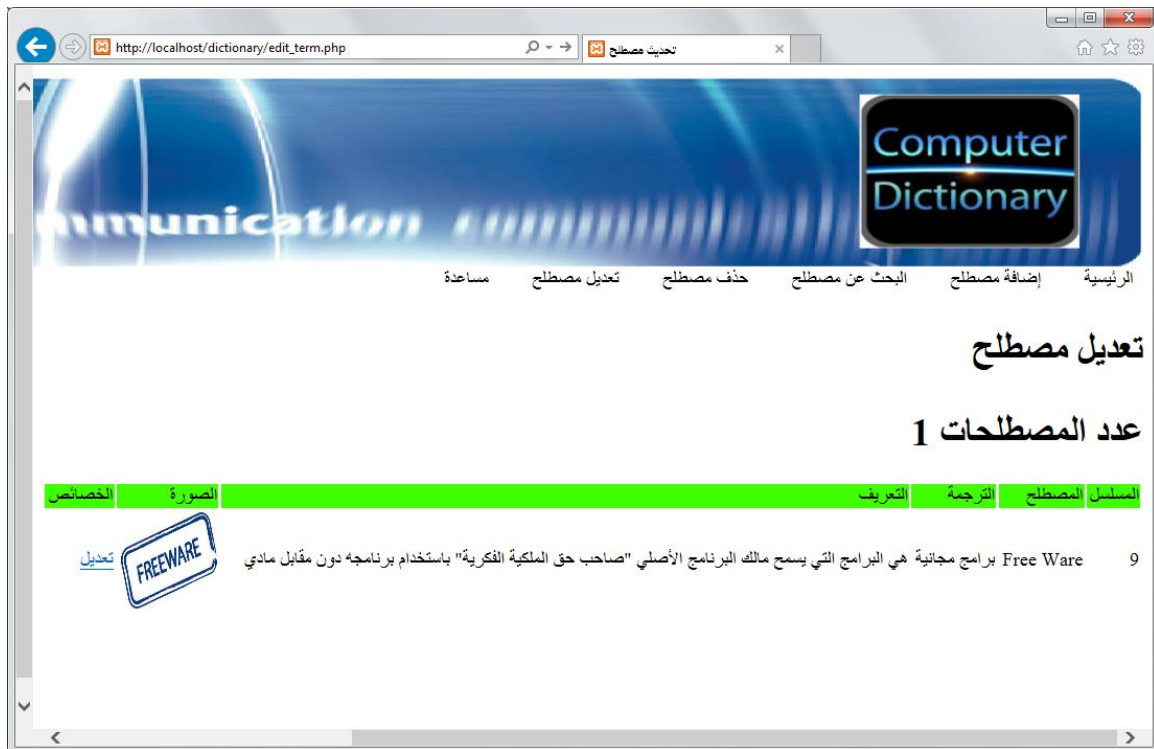 http://localhost/dictionary/edit_term.php
تحديث مصطلح
Computer
Dictionary
mmunication
الرئيسية إضافة مصطلح البحث عن مصطلح حذف مصطلح تعديل مصطلح مساعدة
تعديل مصطلح
عدد المصطلحات 1
المسلسل المصطلح الترجمة التعريف الصورة الخصائص
9 Free Ware برامج مجانية هي البرامج التي يسمح مالك البرنامج الأصلي "صاحب حق الملكية الفكرية" باستخدام برنامجه دون مقابل مادي FREEWARE تعديل